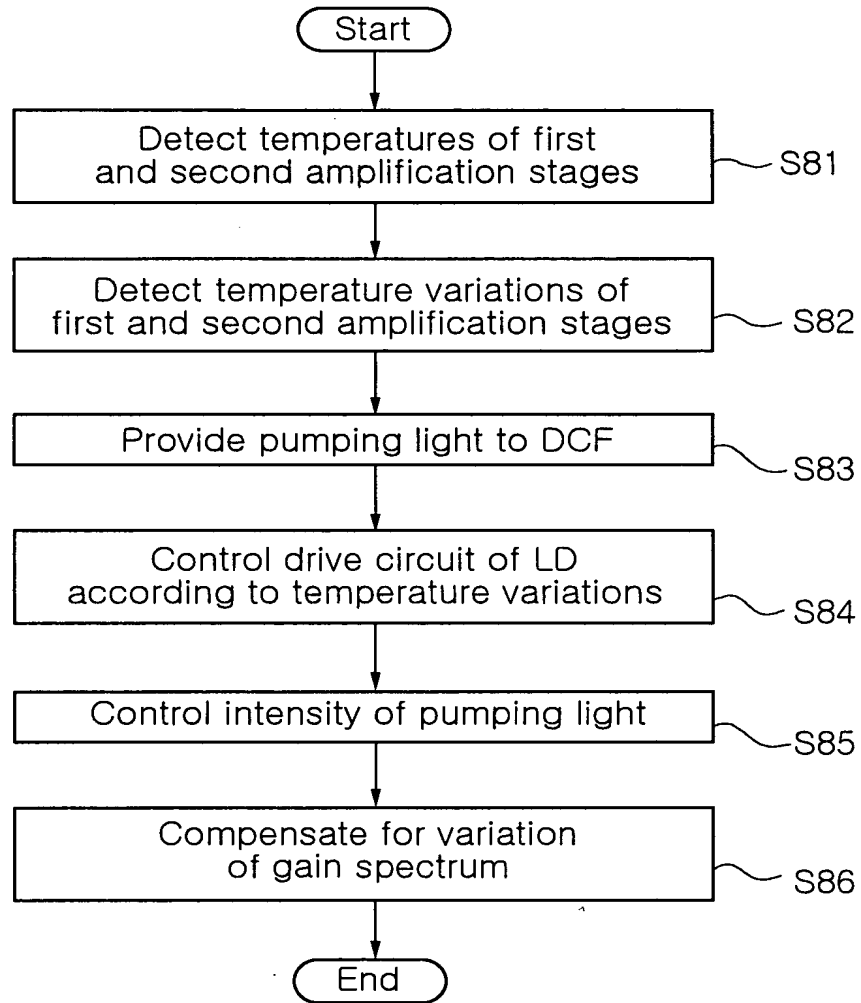 Start
Detect temperatures of first
and second amplification stages
S81
Detect temperature variations of
first and second amplification stages
S82
Provide pumping light to DCF
S83
Control drive circuit of LD
according to temperature variations
S84
Control intensity of pumping light
S85
Compensate for variation
of gain spectrum
S86
End